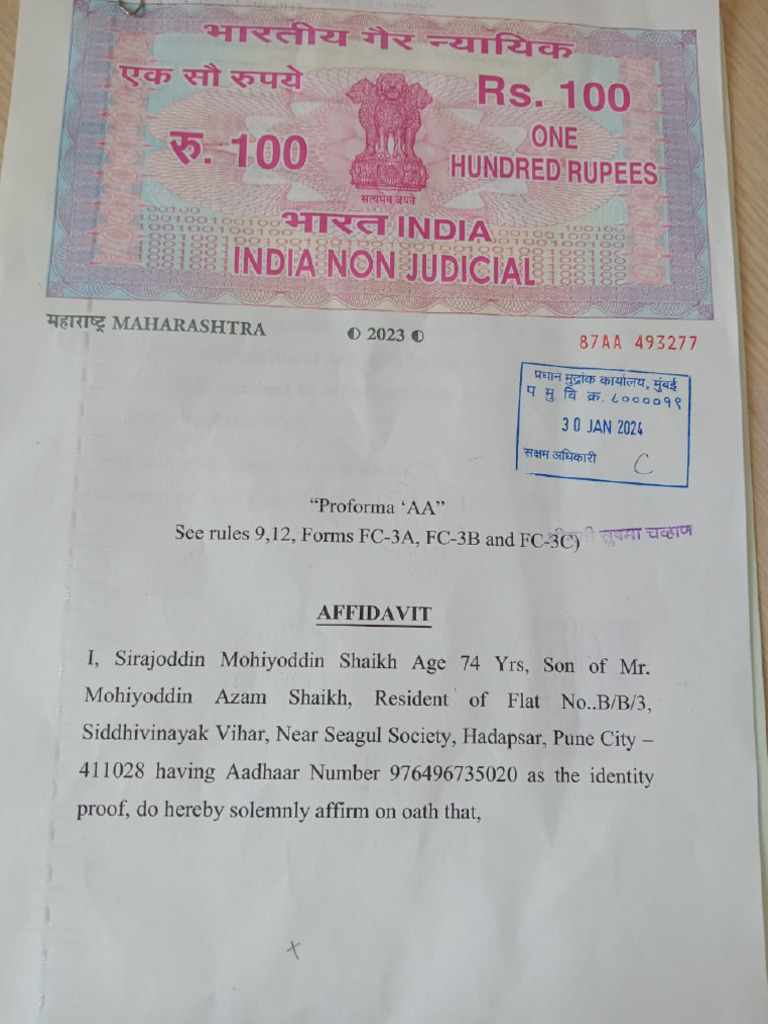 भारतीय गैर न्यायिक
एक सौ रुपये
Rs. 100
रु. 100
ONE
HUNDRED RUPEES
सत्यमेव जयते
भारत INDIA
INDIA NON JUDICIAL
महाराष्ट्र MAHARASHTRA
2023
87AA 493277
प्रधान मुद्रांक कार्यालय, मुंबई
प मु वि क्र. ८००००१९
30 JAN 2024
सक्षम अधिकारी
C
“Proforma ‘AA”
See rules 9,12, Forms FC-3A, FC-3B and FC-3C)
सुषमा चव्हाण
AFFIDAVIT
I, Sirajoddin Mohiyoddin Shaikh Age 74 Yrs, Son of Mr.
Mohiyoddin Azam Shaikh, Resident of Flat No..B/B/3,
Siddhivinayak Vihar, Near Seagul Society, Hadapsar, Pune City –
411028 having Aadhaar Number 976496735020 as the identity
proof, do hereby solemnly affirm on oath that,
x